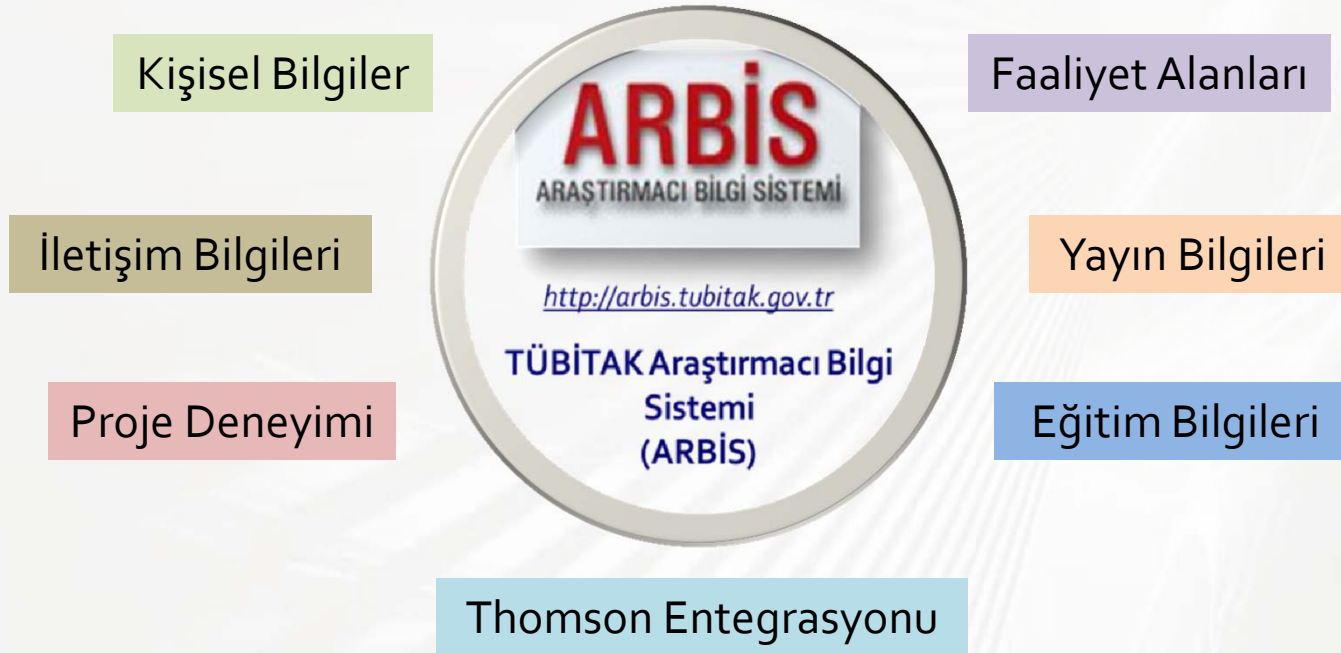 Kişisel Bilgiler
Faaliyet Alanları
ARBİS
ARAŞTIRMACI BİLGİ SİSTEMİ
İletişim Bilgileri
Yayın Bilgileri
http://arbis.tubitak.gov.tr
TÜBİTAK Araştırmacı Bilgi
Sistemi
(ARBİS)
Proje Deneyimi
Eğitim Bilgileri
Thomson Entegrasyonu